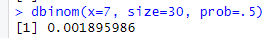 > dbinom(x=7, size=30, prob=.5)
[1] 0.001895986